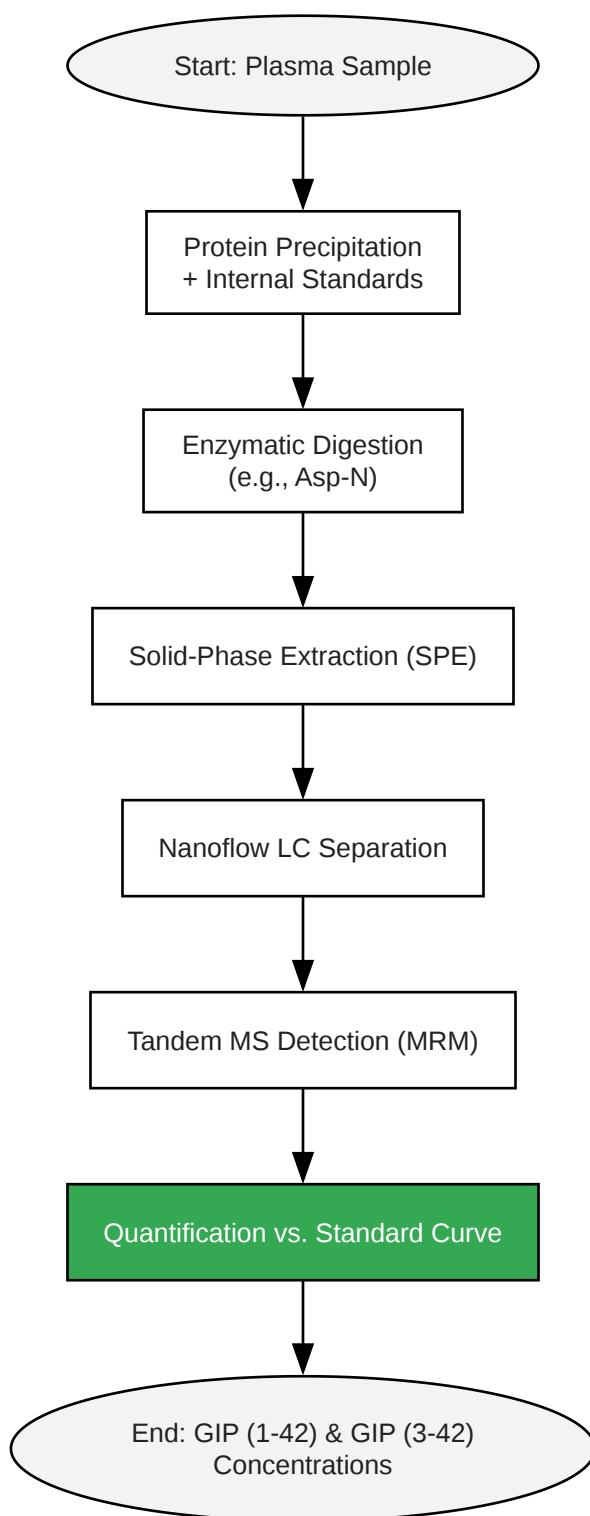 Start: Plasma Sample
Protein Precipitation
+ Internal Standards
Enzymatic Digestion
(e.g., Asp-N)
Solid-Phase Extraction (SPE)
Nanoflow LC Separation
Tandem MS Detection (MRM)
Quantification vs. Standard Curve
End: GIP (1-42) & GIP (3-42)
Concentrations